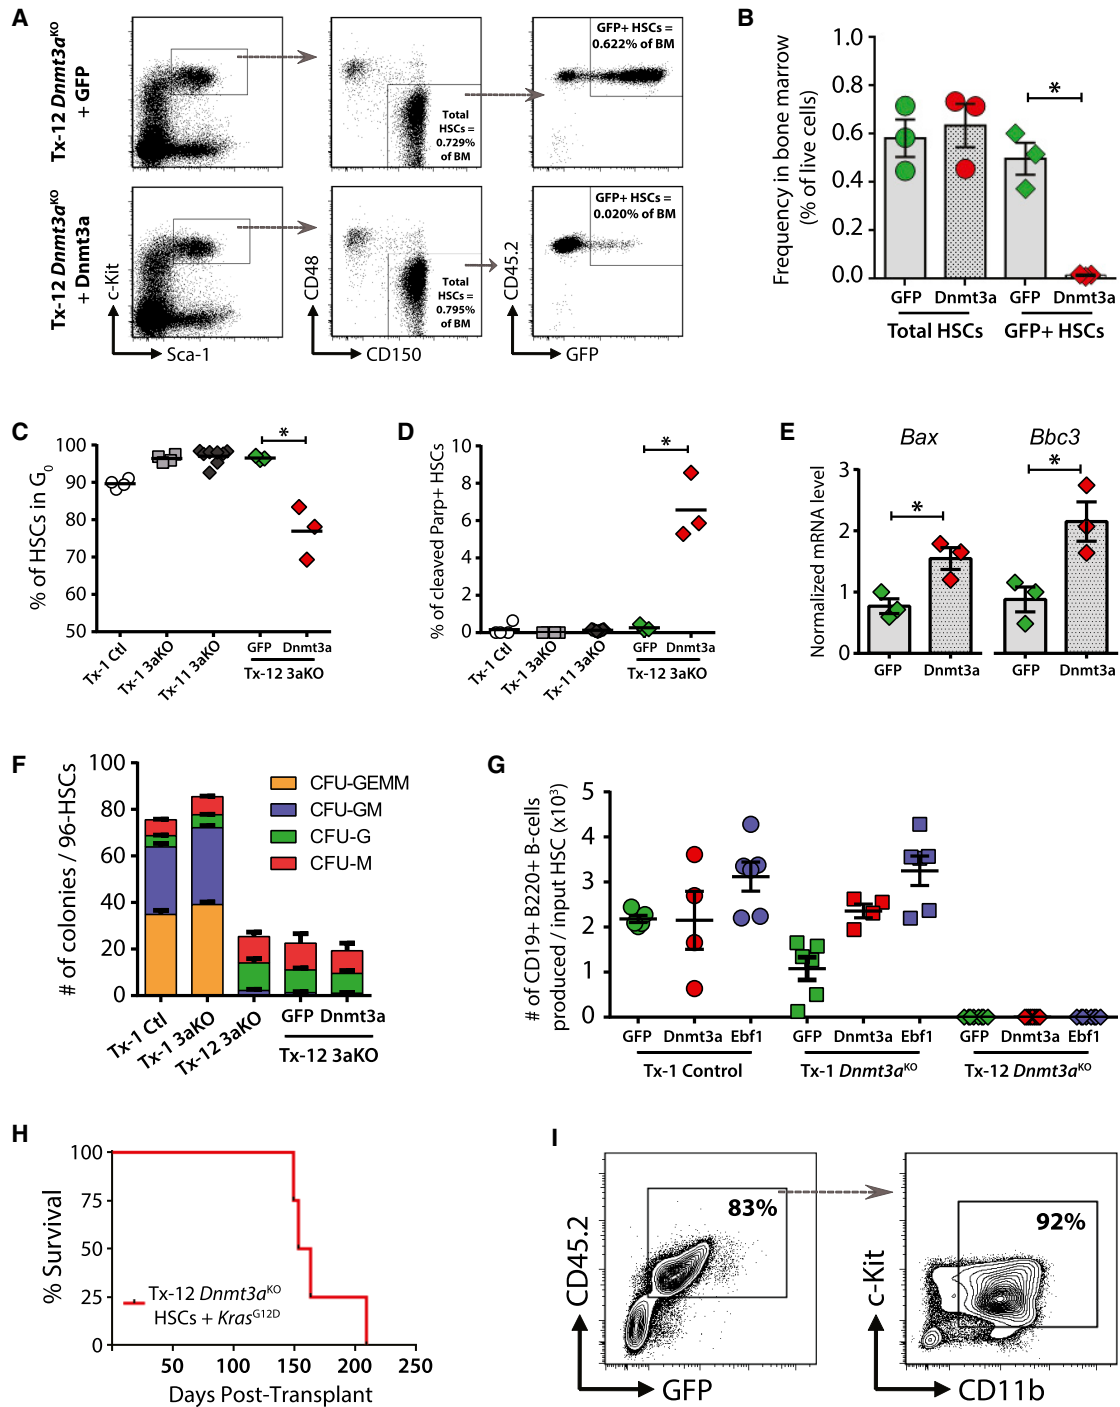 A
Tx-12 Dnmt3aKO
+ GFP
Total
HSCs =
0.729%
of BM
GFP+ HSCs =
0.622% of BM
Tx-12 Dnmt3aKO
+ Dnmt3a
c-Kit
Sca-1
CD48
CD150
Total
HSCs =
0.795%
of BM
CD45.2
GFP
GFP+ HSCs =
0.020% of BM
B
Frequency in bone marrow
(% of live cells)
1.0
0.8
0.6
0.4
0.2
0.0
*
GFP Dnmt3a GFP Dnmt3a
Total HSCs GFP+ HSCs
C
% of HSCs in G0
100
90
80
70
60
50
*
Tx-1 Ctl
Tx-1 3aKO
Tx-11 3aKO
GFP Dnmt3a
Tx-12 3aKO
D
% of cleaved Parp+ HSCs
10
8
6
4
2
0
*
Tx-1 Ctl
Tx-1 3aKO
Tx-11 3aKO
GFP Dnmt3a
Tx-12 3aKO
E
Normalized mRNA level
Bax Bbc3
3
2
1
0
*
*
GFP Dnmt3a GFP Dnmt3a
F
# of colonies / 96-HSCs
100
80
60
40
20
0
CFU-GEMM
CFU-GM
CFU-G
CFU-M
Tx-1 Ctl
Tx-1 3aKO
Tx-12 3aKO
GFP Dnmt3a
Tx-12 3aKO
G
# of CD19+ B220+ B-cells
produced / input HSC (x10³)
5
4
3
2
1
0
GFP Dnmt3a Ebf1 GFP Dnmt3a Ebf1 GFP Dnmt3a Ebf1
Tx-1 Control Tx-1 Dnmt3aKO Tx-12 Dnmt3aKO
H
% Survival
100
75
50
25
0
Tx-12 Dnmt3aKO
HSCs + KrasG12D
50 100 150 200 250
Days Post-Transplant
I
CD45.2
GFP
83%
c-Kit
CD11b
92%